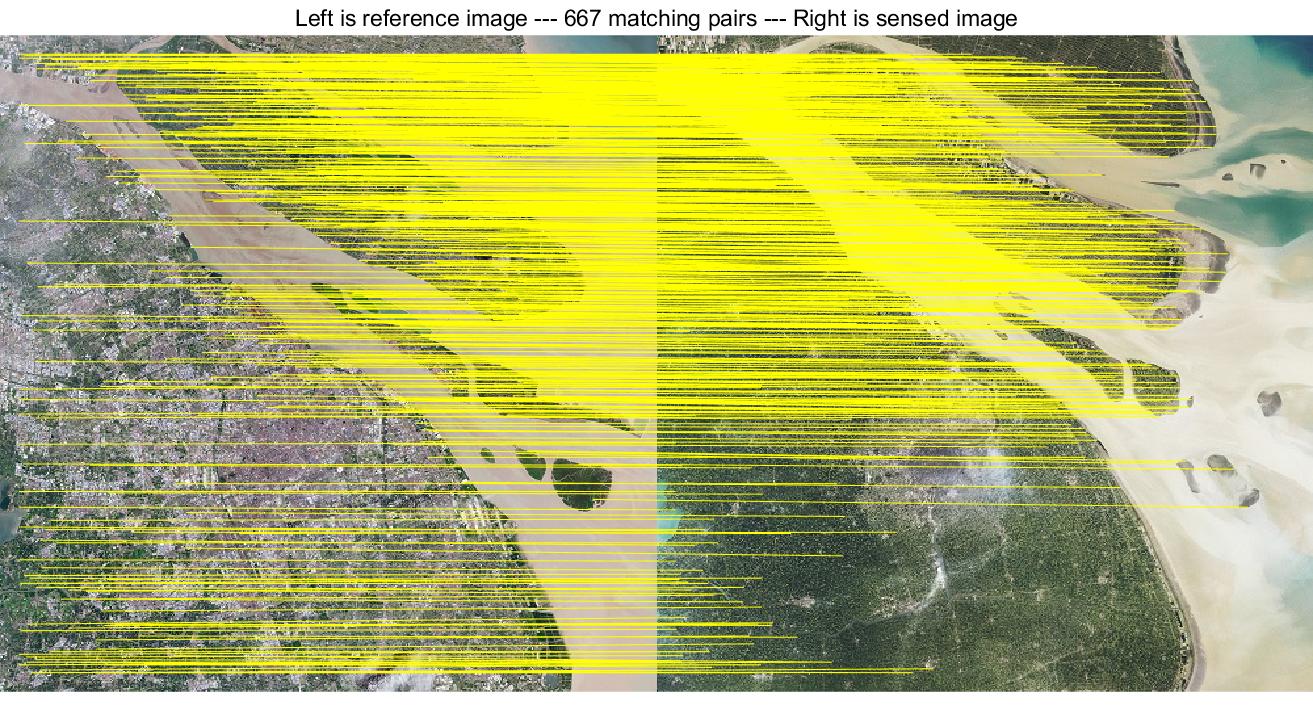 Left is reference image --- 667 matching pairs --- Right is sensed image